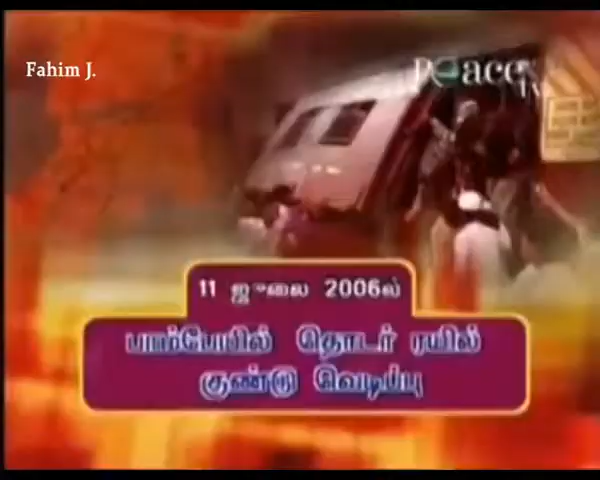 Fahim J.
Peace
TV
11 ஜுலை 2006ல்
பாம்பேயில் தொடர் ரயில்
குண்டு வெடிப்பு